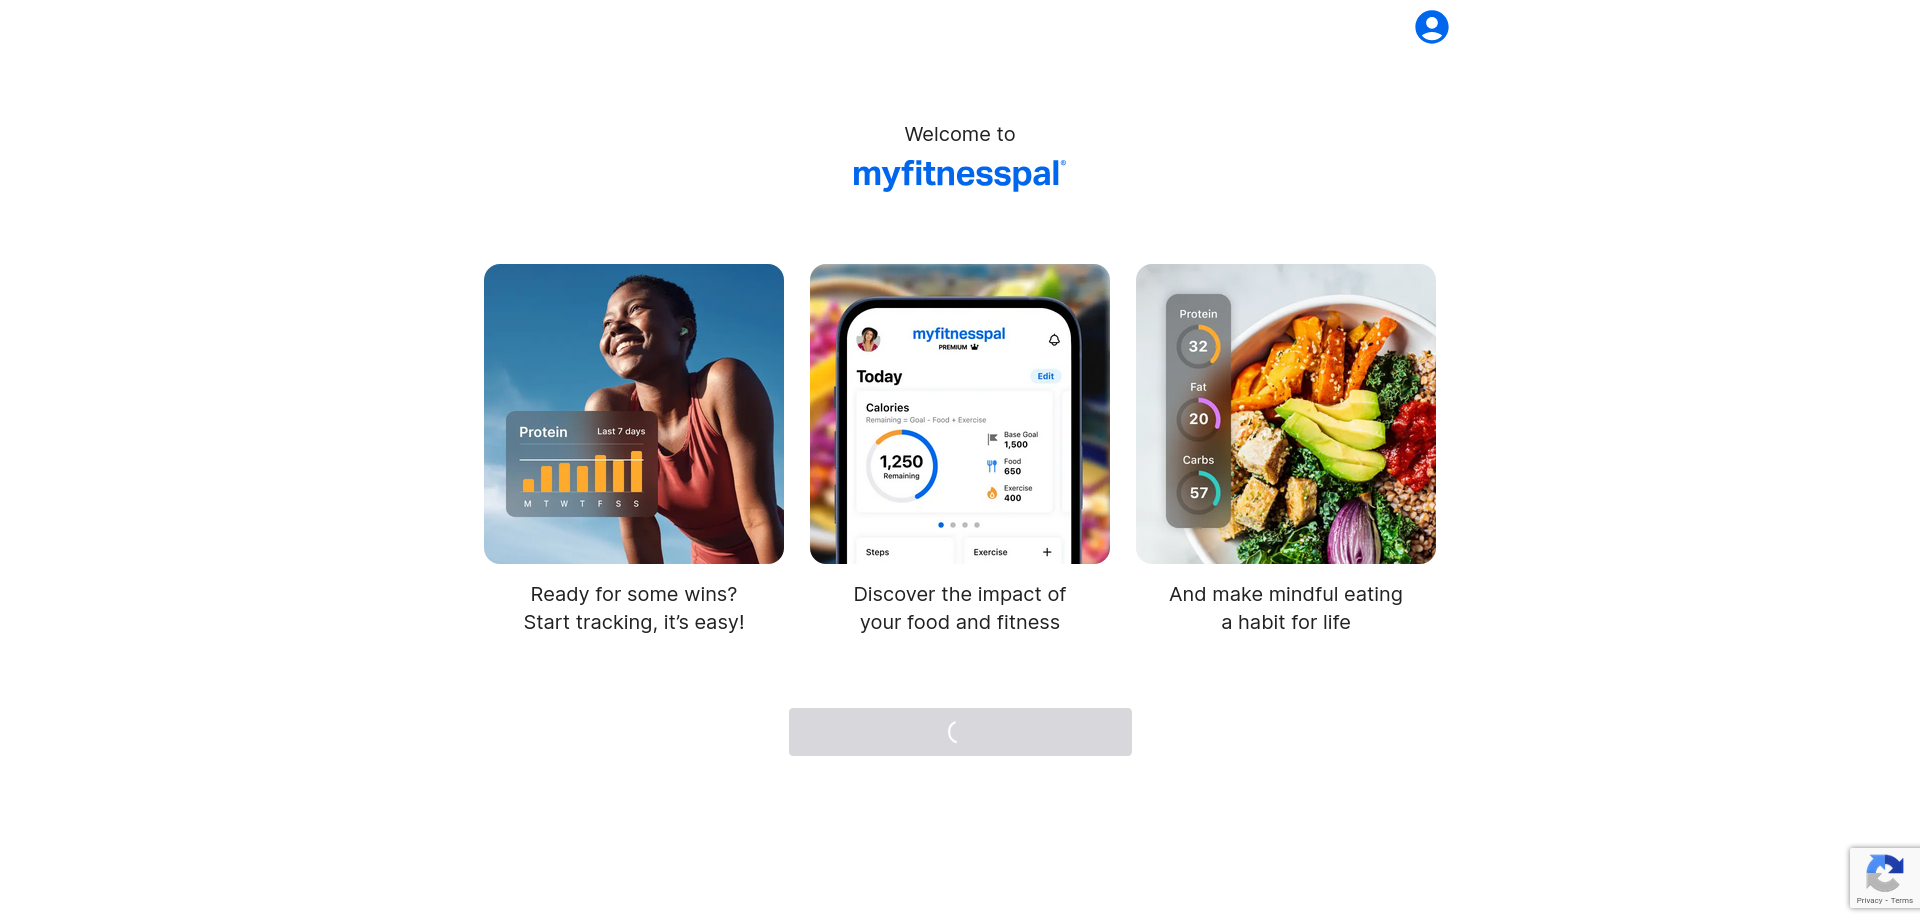 Welcome to
myfitnesspal®
Protein
Last 7 days
M T W T F S S
myfitnesspal
PREMIUM
Today
Edit
Calories
Remaining = Goal - Food + Exercise
1,250
Remaining
Base Goal
1,500
Food
650
Exercise
400
Steps
Exercise
+
Protein
32
Fat
20
Carbs
57
Ready for some wins?
Start tracking, it’s easy!
Discover the impact of
your food and fitness
And make mindful eating
a habit for life
Privacy - Terms